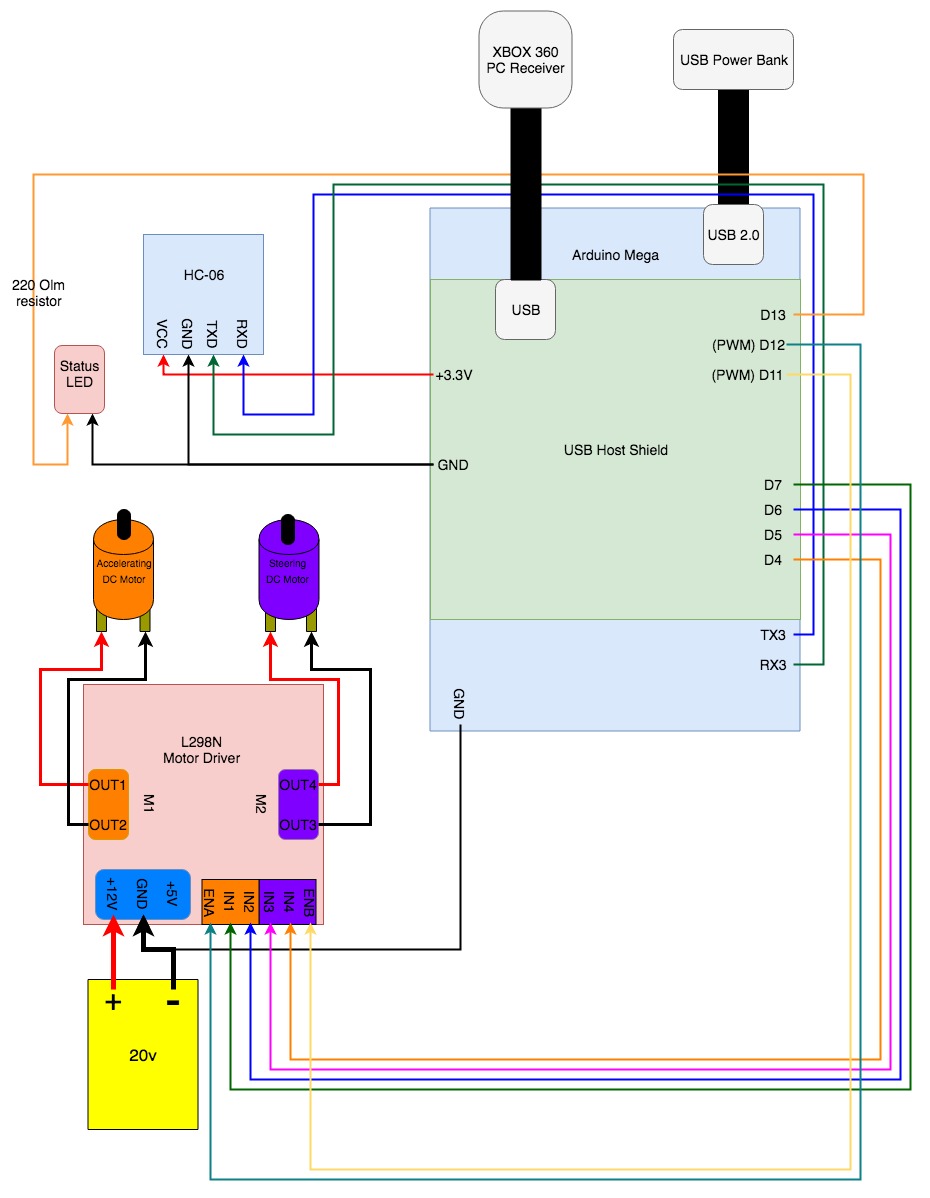 XBOX 360
PC Receiver
USB Power Bank
USB 2.0
Arduino Mega
HC-06
VCC
GND
TXD
RXD
220 Olm
resistor
USB
D13
(PWM) D12
(PWM) D11
Status
LED
+3.3V
USB Host Shield
GND
D7
D6
D5
D4
Accelerating
DC Motor
Steering
DC Motor
TX3
RX3
GND
L298N
Motor Driver
OUT1
OUT2
M1
M2
OUT4
OUT3
+12V
GND
+5V
ENA
IN1
IN2
IN3
IN4
ENB
+
-
20v